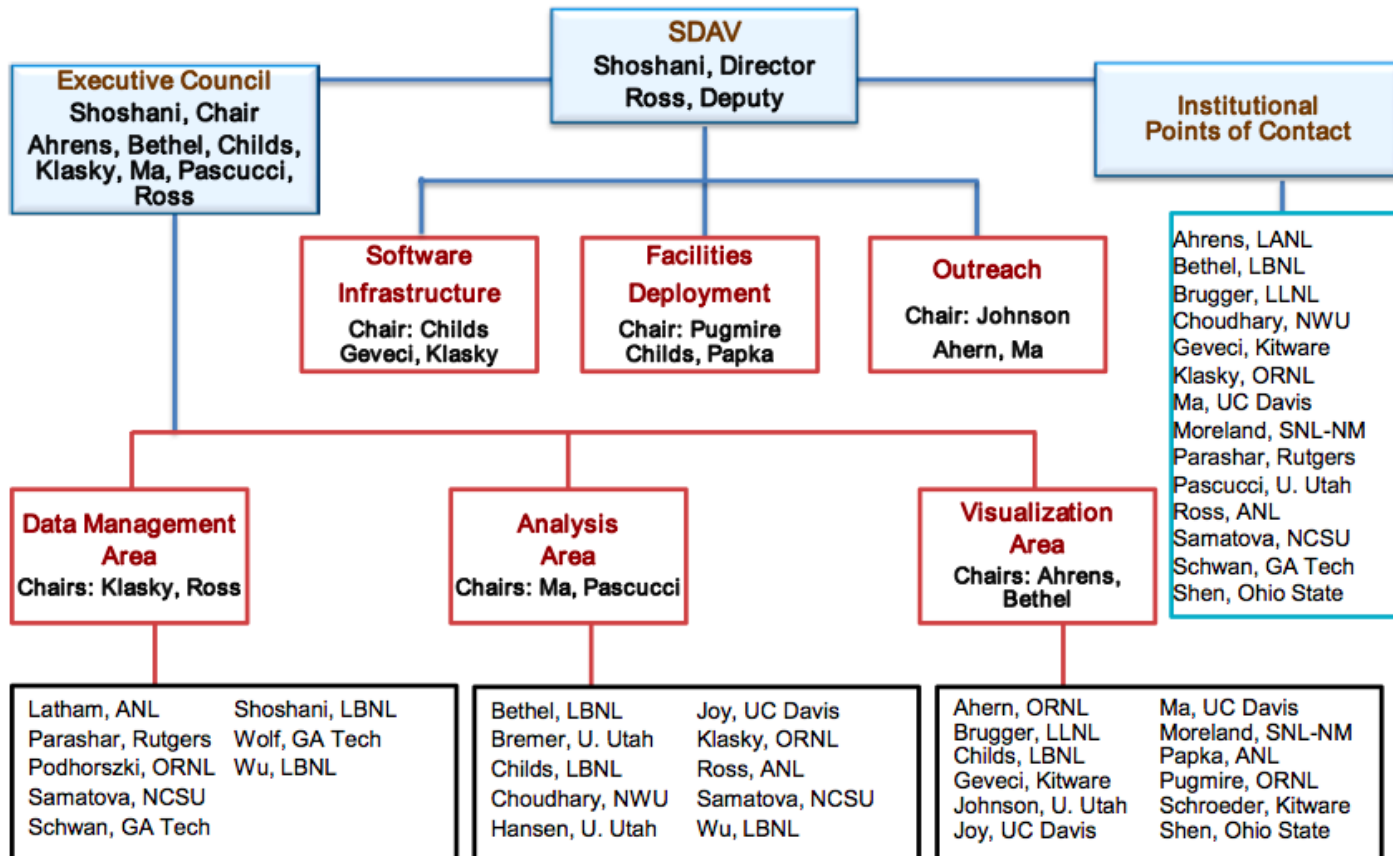 SDAV
Shoshani, Director
Ross, Deputy
Executive Council
Shoshani, Chair
Ahrens, Bethel, Childs,
Klasky, Ma, Pascucci,
Ross
Institutional
Points of Contact
Software
Infrastructure
Chair: Childs
Geveci, Klasky
Facilities
Deployment
Chair: Pugmire
Childs, Papka
Outreach
Chair: Johnson
Ahern, Ma
Ahrens, LANL
Bethel, LBNL
Brugger, LLNL
Choudhary, NWU
Geveci, Kitware
Klasky, ORNL
Ma, UC Davis
Moreland, SNL-NM
Parashar, Rutgers
Pascucci, U. Utah
Ross, ANL
Samatova, NCSU
Schwan, GA Tech
Shen, Ohio State
Data Management
Area
Chairs: Klasky, Ross
Analysis
Area
Chairs: Ma, Pascucci
Visualization
Area
Chairs: Ahrens,
Bethel
Latham, ANL
Parashar, Rutgers
Podhorszki, ORNL
Samatova, NCSU
Schwan, GA Tech
Shoshani, LBNL
Wolf, GA Tech
Wu, LBNL
Bethel, LBNL
Bremer, U. Utah
Childs, LBNL
Choudhary, NWU
Hansen, U. Utah
Joy, UC Davis
Klasky, ORNL
Ross, ANL
Samatova, NCSU
Wu, LBNL
Ahern, ORNL
Brugger, LLNL
Childs, LBNL
Geveci, Kitware
Johnson, U. Utah
Joy, UC Davis
Ma, UC Davis
Moreland, SNL-NM
Papka, ANL
Pugmire, ORNL
Schroeder, Kitware
Shen, Ohio State